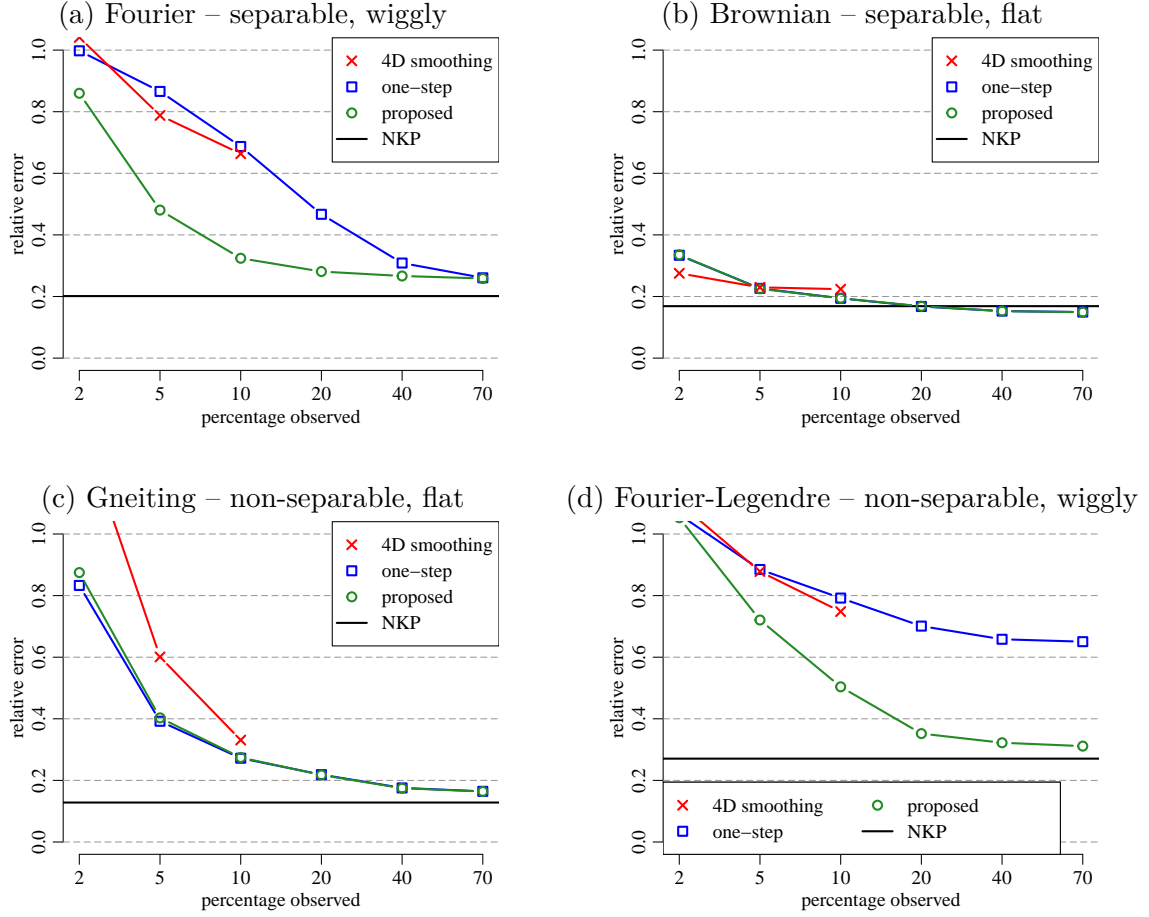 (a) Fourier – separable, wiggly
1.0
0.8
0.6
0.4
0.2
0.0
relative error
4D smoothing
one−step
proposed
NKP
2 5 10 20 40 70
percentage observed
(b) Brownian – separable, flat
1.0
0.8
0.6
0.4
0.2
0.0
relative error
4D smoothing
one−step
proposed
NKP
2 5 10 20 40 70
percentage observed
(c) Gneiting – non-separable, flat
1.0
0.8
0.6
0.4
0.2
0.0
relative error
4D smoothing
one−step
proposed
NKP
2 5 10 20 40 70
percentage observed
(d) Fourier-Legendre – non-separable, wiggly
1.0
0.8
0.6
0.4
0.2
0.0
relative error
4D smoothing proposed
one−step NKP
2 5 10 20 40 70
percentage observed